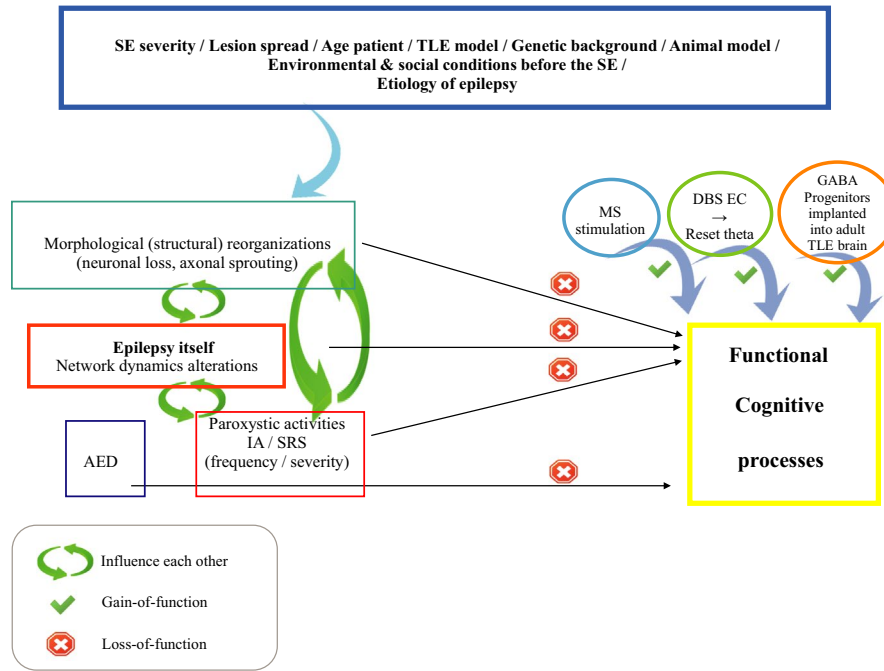 SE severity / Lesion spread / Age patient / TLE model / Genetic background / Animal model /
Environmental & social conditions before the SE /
Etiology of epilepsy
MS
stimulation
DBS EC
→
Reset theta
GABA
Progenitors
implanted
into adult
TLE brain
Morphological (structural) reorganizations
(neuronal loss, axonal sprouting)
Epilepsy itself
Network dynamics alterations
Paroxystic activities
IA / SRS
(frequency / severity)
AED
Functional
Cognitive
processes
Influence each other
Gain-of-function
Loss-of-function